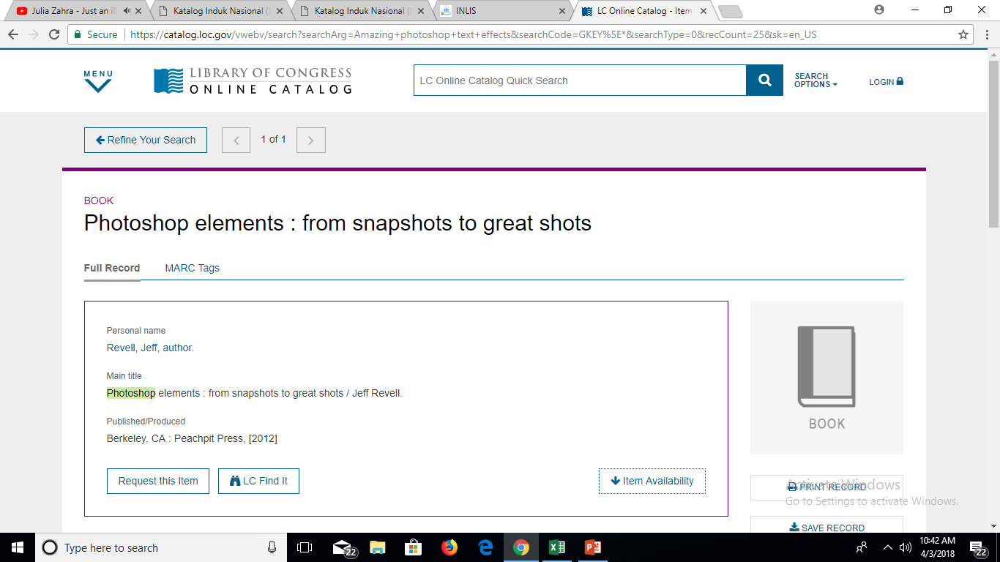 Julia Zahra - Just an ill
Katalog Induk Nasional (
Katalog Induk Nasional (
INLIS
LC Online Catalog - Item
Secure
https://catalog.loc.gov/vwebv/search?searchArg=Amazing+photoshop+text+effects&searchCode=GKEY%5E*&searchType=0&recCount=25&sk=en_US
MENU
LIBRARY OF CONGRESS
ONLINE CATALOG
LC Online Catalog Quick Search
SEARCH
OPTIONS
LOGIN
Refine Your Search
1 of 1
BOOK
Photoshop elements : from snapshots to great shots
Full Record
MARC Tags
Personal name
Revell, Jeff, author.
Main title
Photoshop elements : from snapshots to great shots / Jeff Revell.
Published/Produced
Berkeley, CA : Peachpit Press, [2012]
Request this Item
LC Find It
Item Availability
BOOK
PRINT RECORD
SAVE RECORD
Activate Windows
Go to Settings to activate Windows.
Type here to search
22
10:42 AM
4/3/2018
22